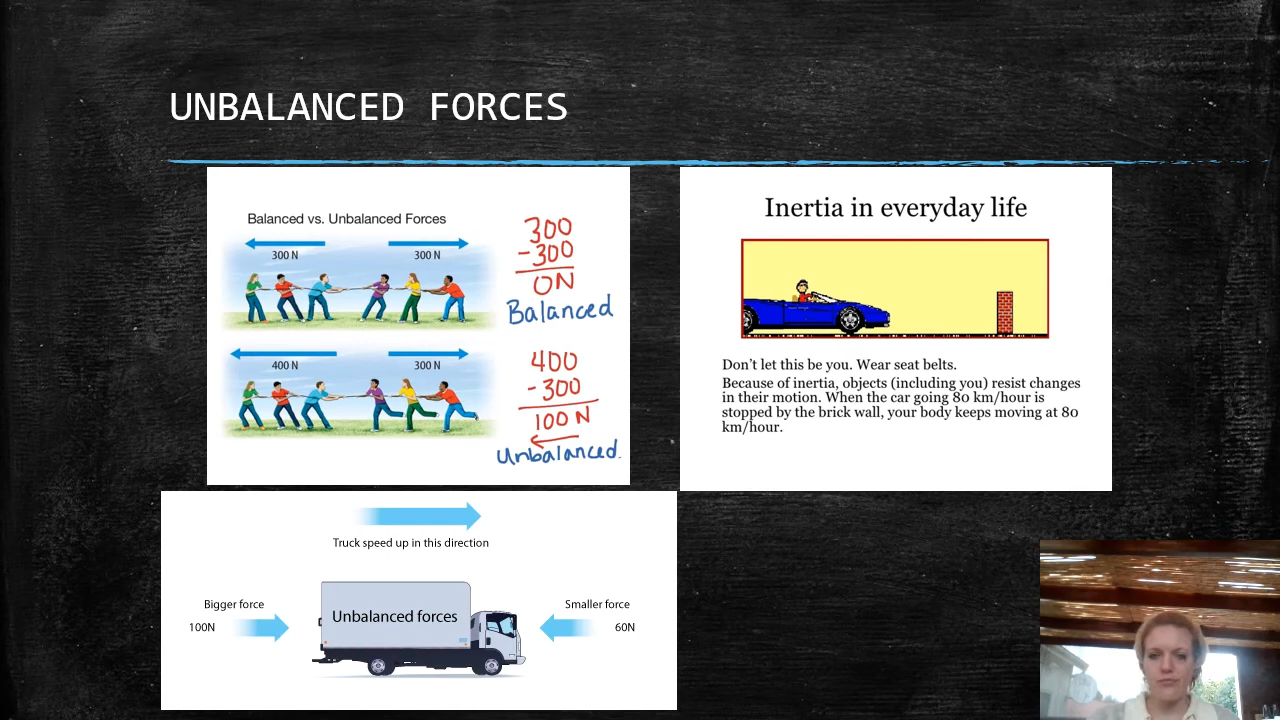 UNBALANCED FORCES
Balanced vs. Unbalanced Forces
300 N
300 N
300
-300
0N
Balanced
400 N
300 N
400
-300
100 N
Unbalanced.
Inertia in everyday life
Don't let this be you. Wear seat belts.
Because of inertia, objects (including you) resist changes
in their motion. When the car going 80 km/hour is
stopped by the brick wall, your body keeps moving at 80
km/hour.
Truck speed up in this direction
Bigger force
100N
Unbalanced forces
Smaller force
60N